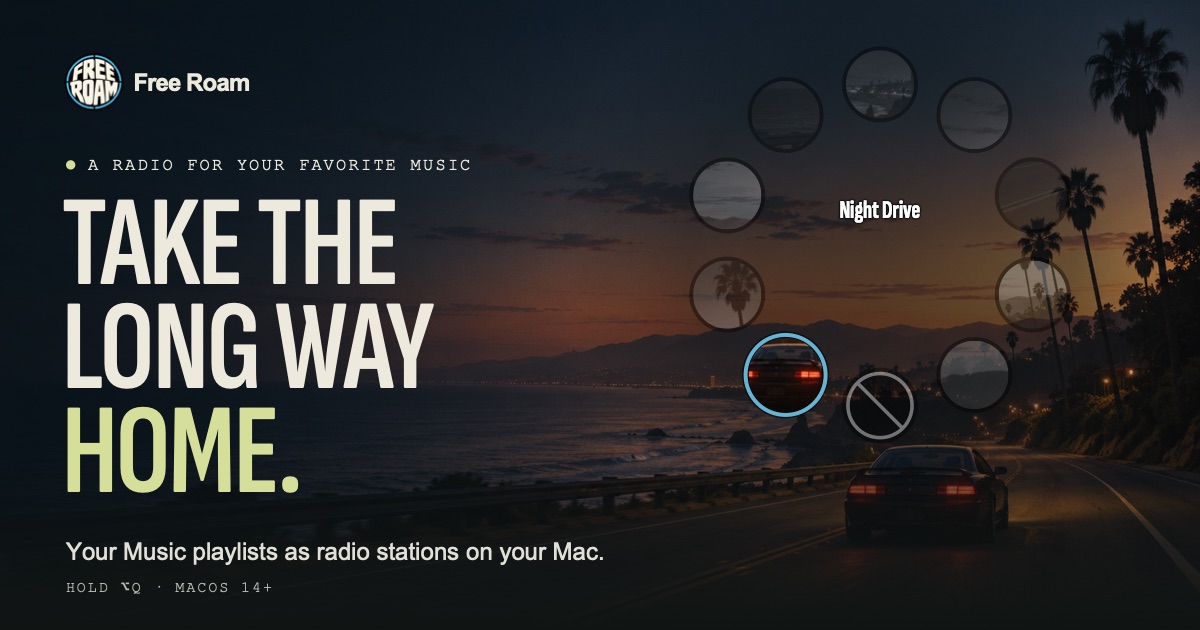 FREE
ROAM
Free Roam
A RADIO FOR YOUR FAVORITE MUSIC
TAKE THE
LONG WAY
HOME.
Night Drive
Your Music playlists as radio stations on your Mac.
HOLD ⌥Q · MACOS 14+